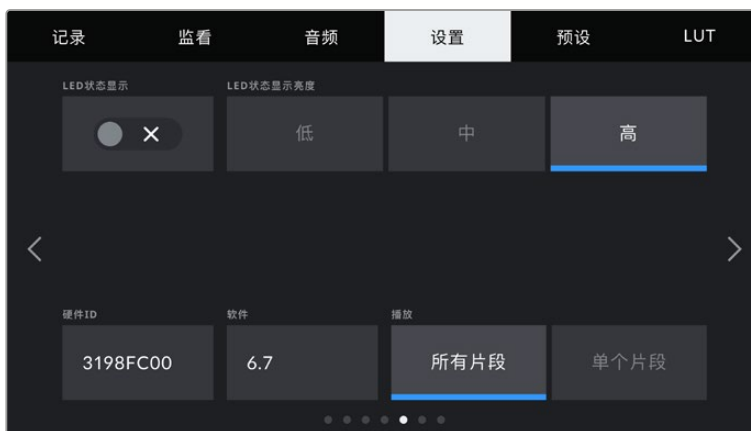 记录 监看 音频 设置 预设 LUT
LED状态显示 LED状态显示亮度
低 中 高
硬件ID 软件 播放
3198FC00 6.7 所有片段 单个片段